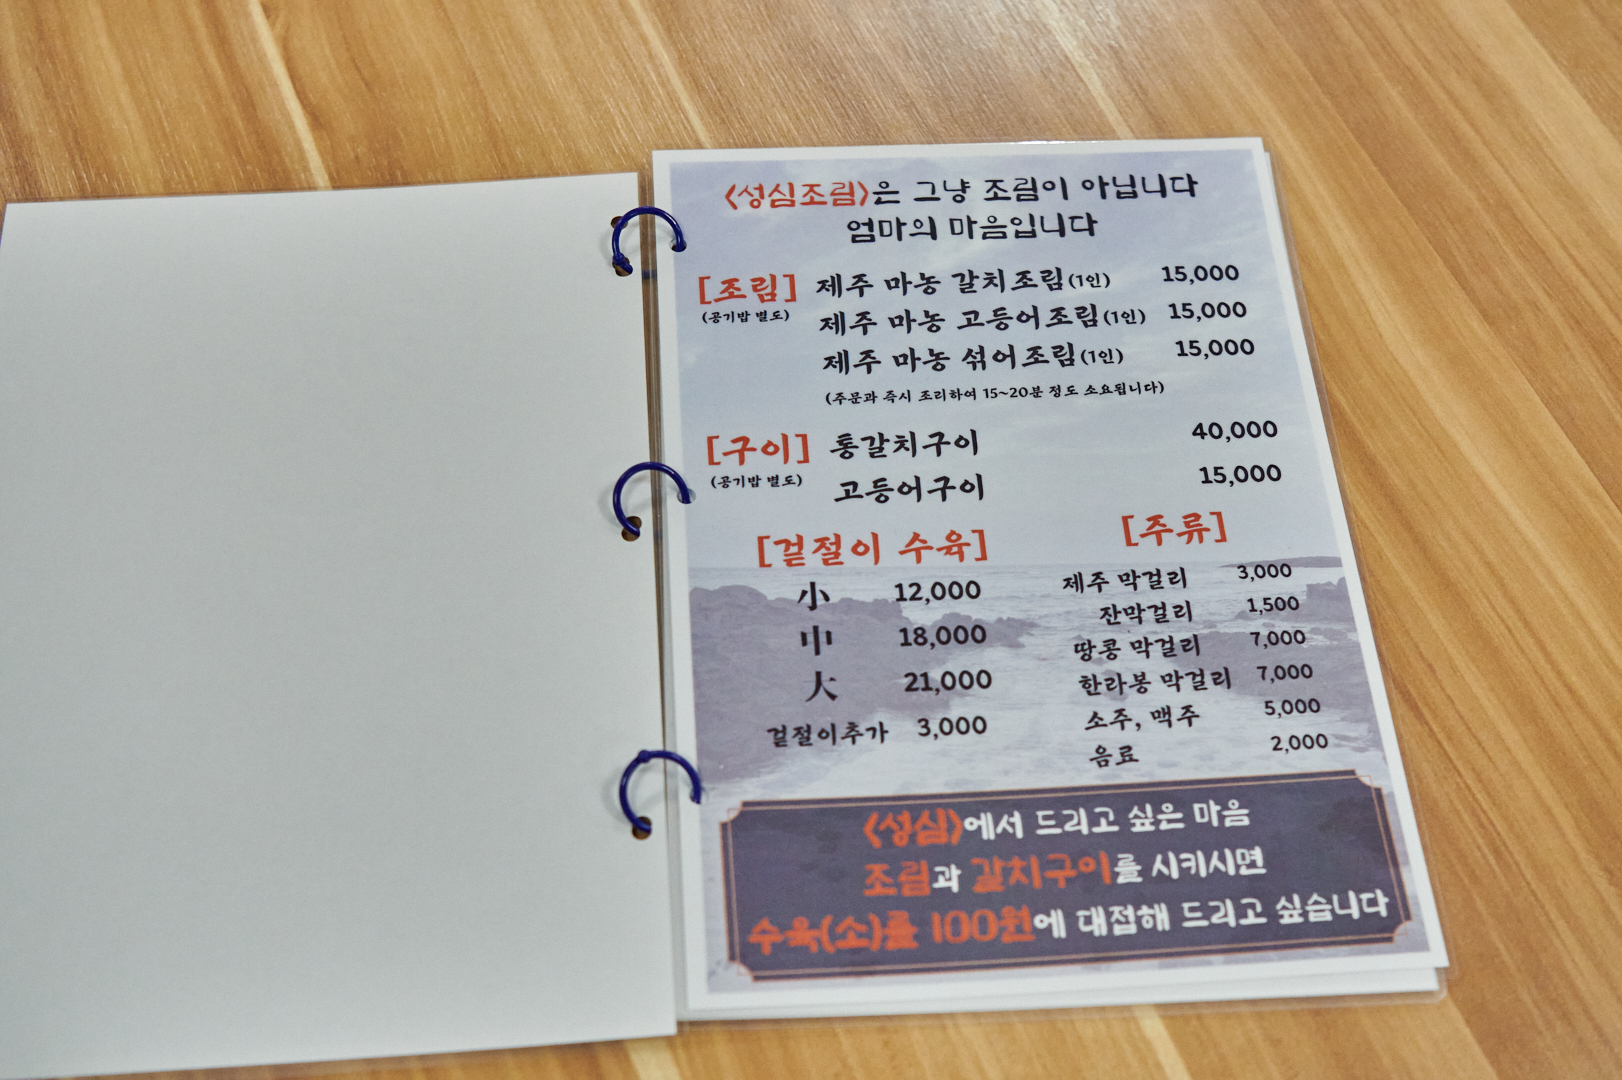 <성심조림>은 그냥 조림이 아닙니다
엄마의 마음입니다
[조림] 제주 마농 갈치조림(1인) 15,000
(공기밥 별도) 제주 마농 고등어조림(1인) 15,000
제주 마농 섞어조림(1인) 15,000
(주문과 즉시 조리하여 15~20분 정도 소요됩니다)
[구이] 통갈치구이 40,000
(공기밥 별도) 고등어구이 15,000
[겉절이 수육]
小 12,000
中 18,000
大 21,000
겉절이추가 3,000
[주류]
제주 막걸리 3,000
잔막걸리 1,500
땅콩 막걸리 7,000
한라봉 막걸리 7,000
소주, 맥주 5,000
음료 2,000
<성심>에서 드리고 싶은 마음
조림과 갈치구이를 시키시면
수육(소)를 100원에 대접해 드리고 싶습니다